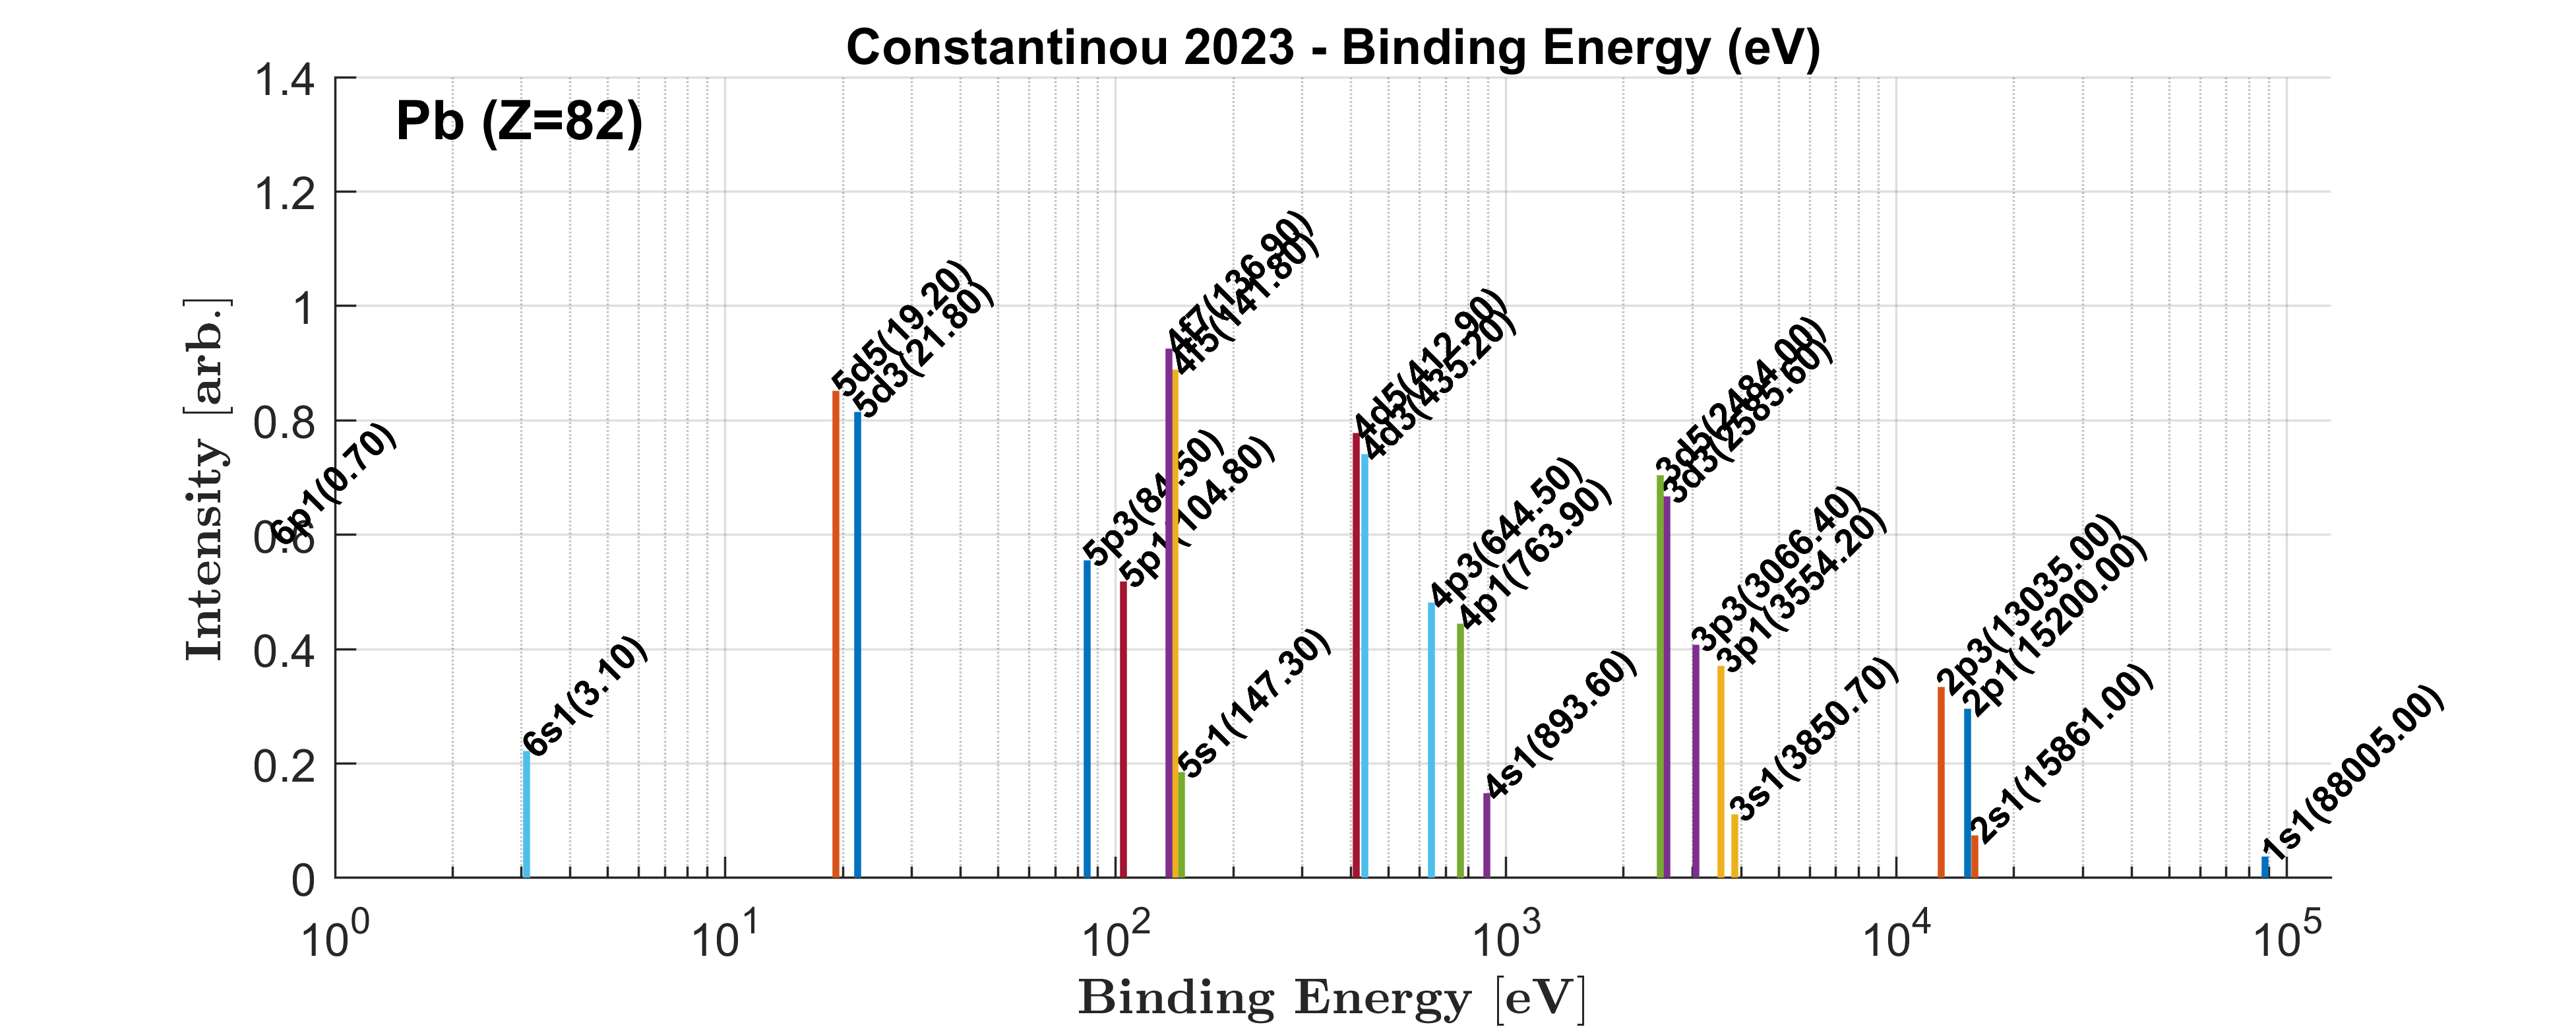 Constantinou 2023 - Binding Energy (eV)
Pb (Z=82)
Intensity [arb.]
1.4
1.2
1
0.8
0.6
0.4
0.2
0
6p1(0.70)
6s1(3.10)
5d5(19.20)
5d3(21.80)
5p3(84.50)
5p1(104.80)
4f7(136.90)
4f5(141.80)
5s1(147.30)
4d5(412.90)
4d3(435.20)
4p3(644.50)
4p1(763.90)
4s1(893.60)
3d5(2484.00)
3d3(2585.60)
3p3(3066.40)
3p1(3554.20)
3s1(3850.70)
2p3(13035.00)
2p1(15200.00)
2s1(15861.00)
1s1(88005.00)
10^0 10^1 10^2 10^3 10^4 10^5
Binding Energy [eV]